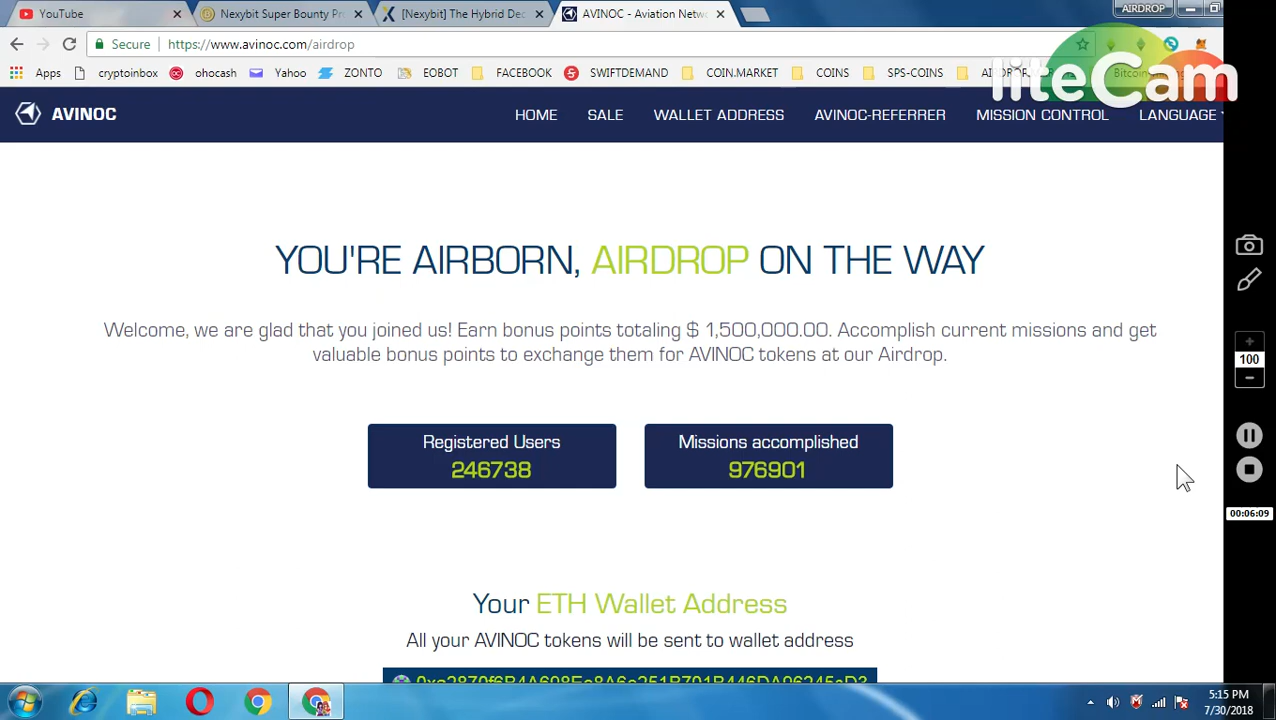 AIRDROP
YouTube
Nexybit Super Bounty Pr
[Nexybit] The Hybrid Dec
AVINOC - Aviation Netw
Secure
https://www.avinoc.com/airdrop
Apps
cryptoinbox
ohocash
Yahoo
ZONT
EOBOT
FACEBOOK
SWIFTDEMAND
COIN.MARKET
COINS
SPS-COINS
liteCam
AVINOC
HOME
SALE
WALLET ADDRESS
AVINOC-REFERRER
MISSION CONTROL
LANGUAGE
YOU'RE AIRBORN, AIRDROP ON THE WAY
Welcome, we are glad that you joined us! Earn bonus points totaling $ 1,500,000.00. Accomplish current missions and get
valuable bonus points to exchange them for AVINOC tokens at our Airdrop.
Registered Users
246738
Missions accomplished
976901
Your ETH Wallet Address
All your AVINOC tokens will be sent to wallet address
100
00:06:09
5:15 PM
7/30/2018